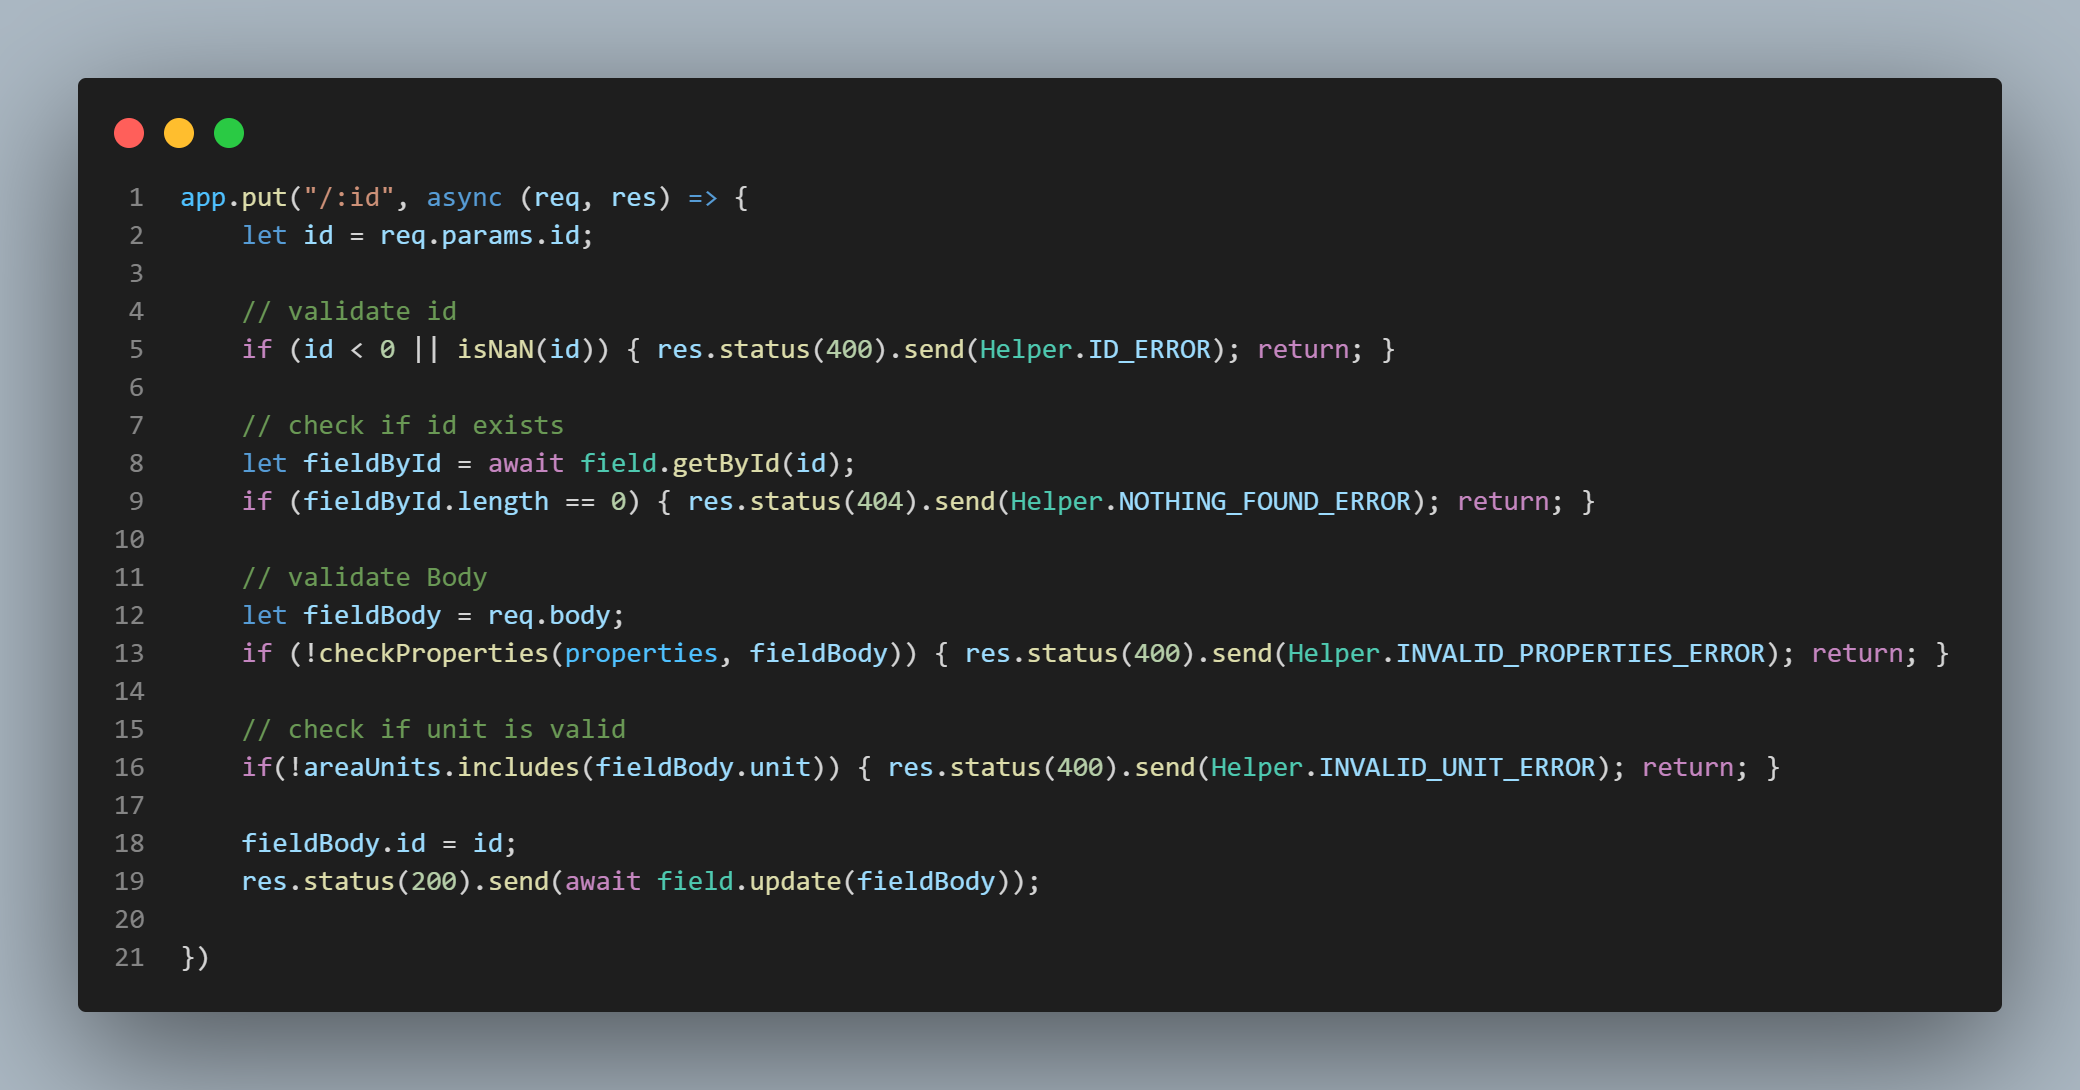 1 app.put("/:id", async (req, res) => {
2     let id = req.params.id;
3
4     // validate id
5     if (id < 0 || isNaN(id)) { res.status(400).send(Helper.ID_ERROR); return; }
6
7     // check if id exists
8     let fieldById = await field.getById(id);
9     if (fieldById.length == 0) { res.status(404).send(Helper.NOTHING_FOUND_ERROR); return; }
10
11     // validate Body
12     let fieldBody = req.body;
13     if (!checkProperties(properties, fieldBody)) { res.status(400).send(Helper.INVALID_PROPERTIES_ERROR); return; }
14
15     // check if unit is valid
16     if(!areaUnits.includes(fieldBody.unit)) { res.status(400).send(Helper.INVALID_UNIT_ERROR); return; }
17
18     fieldBody.id = id;
19     res.status(200).send(await field.update(fieldBody));
20
21 })